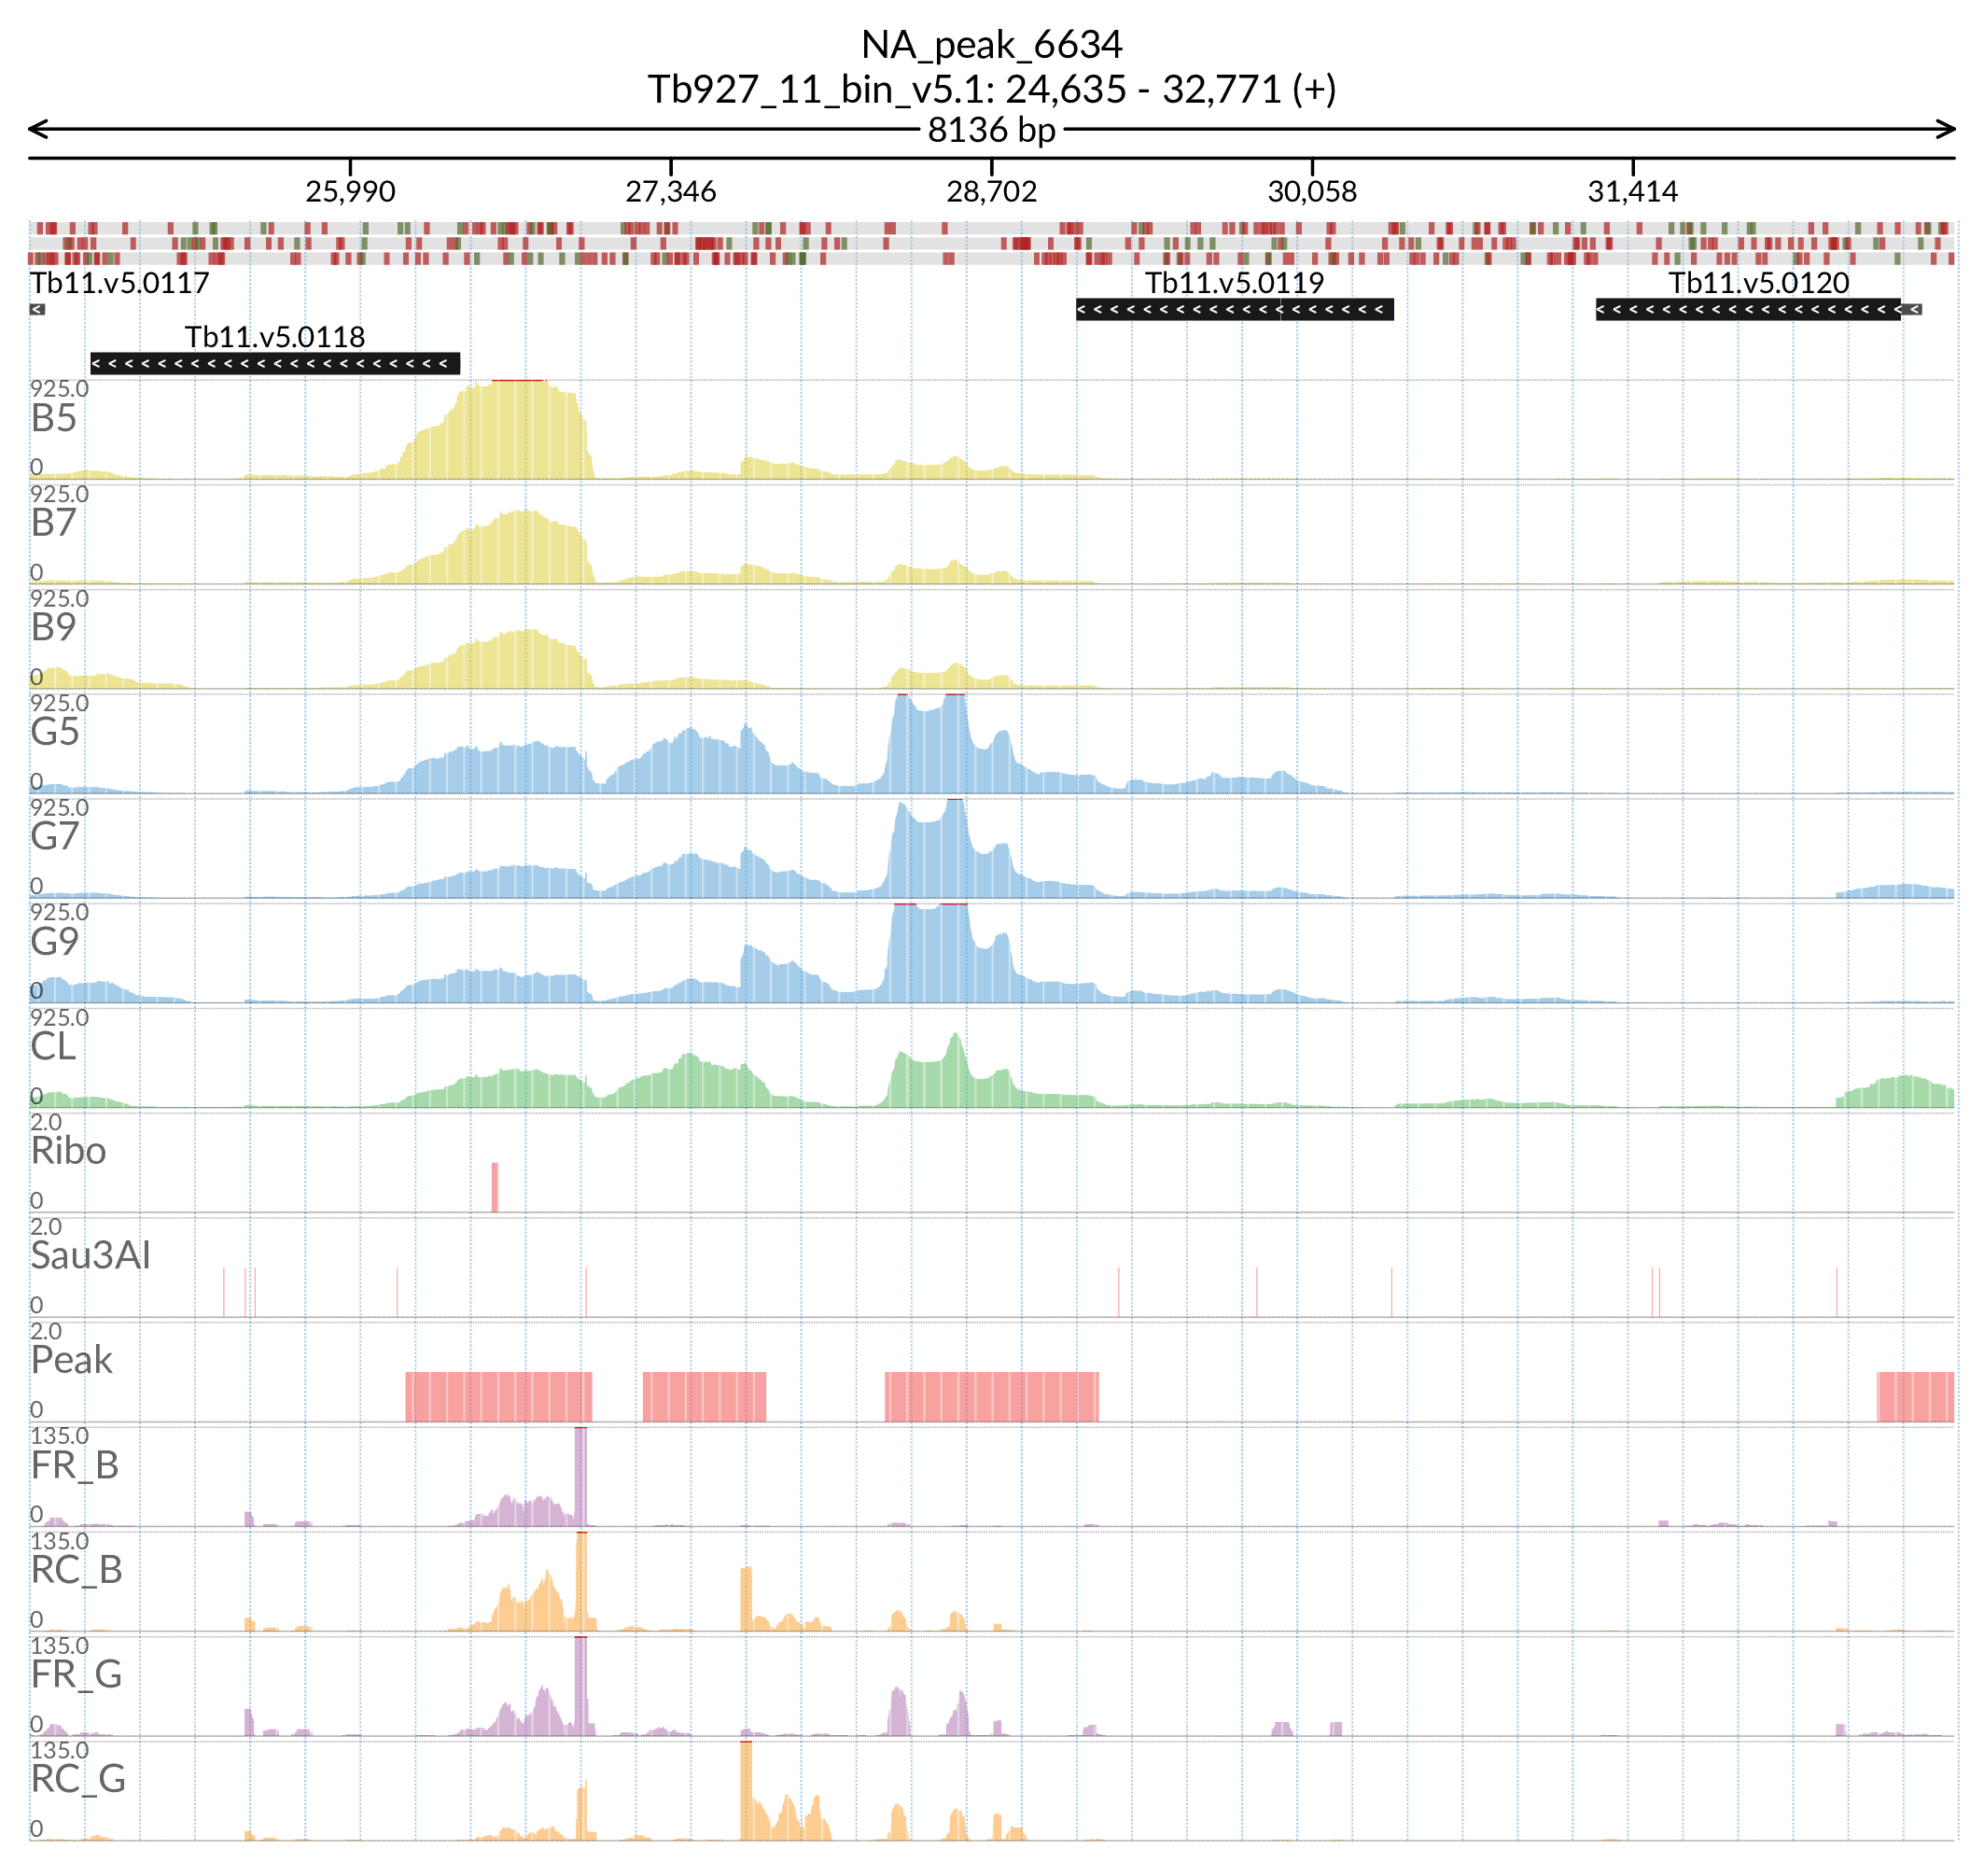 NA_peak_6634
Tb927_11_bin_v5.1: 24,635 - 32,771 (+)
8136 bp
25,990 27,346 28,702 30,058 31,414
Tb11.v5.0117 Tb11.v5.0119 Tb11.v5.0120
Tb11.v5.0118
925.0
B5
0
925.0
B7
0
925.0
B9
0
925.0
G5
0
925.0
G7
0
925.0
G9
0
925.0
CL
0
2.0
Ribo
0
2.0
Sau3AI
0
2.0
Peak
0
135.0
FR_B
0
135.0
RC_B
0
135.0
FR_G
0
135.0
RC_G
0